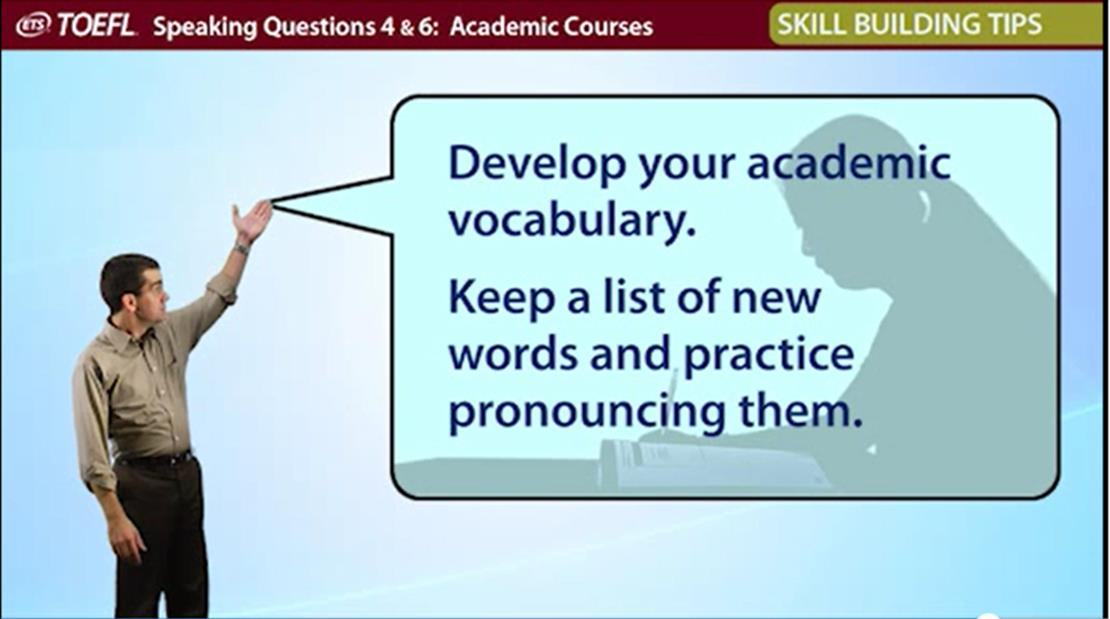 ETS TOEFL Speaking Questions 4 & 6: Academic Courses
SKILL BUILDING TIPS
Develop your academic
vocabulary.
Keep a list of new
words and practice
pronouncing them.